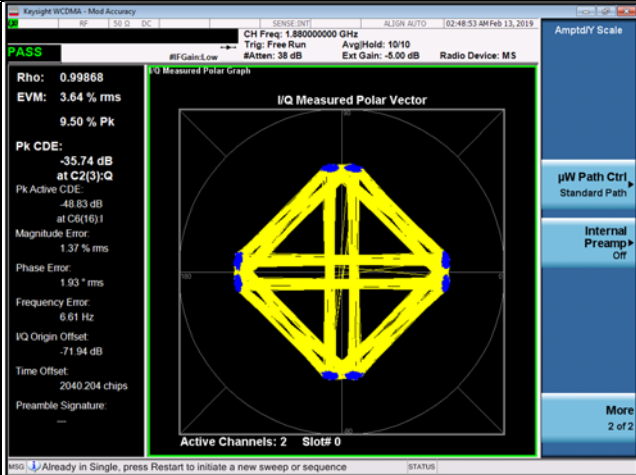 Keysight WCDMA - Mod Accuracy
RF 50 Ω DC SENSE:INT ALIGN AUTO 02:48:53 AM Feb 13, 2019
CH Freq: 1.880000000 GHz
Trig: Free Run Avg|Hold: 10/10
#IFGain:Low #Atten: 38 dB Ext Gain: -5.00 dB Radio Device: MS
PASS
Rho: 0.99868
EVM: 3.64 % rms
9.50 % Pk
Pk CDE:
-35.74 dB
at C2(3):Q
Pk Active CDE:
-48.83 dB
at C6(16):I
Magnitude Error:
1.37 % rms
Phase Error:
1.93 ° rms
Frequency Error:
6.61 Hz
I/Q Origin Offset:
-71.94 dB
Time Offset:
2040.204 chips
Preamble Signature:
---
I/Q Measured Polar Graph
I/Q Measured Polar Vector
90
180
0
-90
Active Channels: 2 Slot# 0
Amptd/Y Scale
µW Path Ctrl
Standard Path
Internal
Preamp
Off
More
2 of 2
MSG Already in Single, press Restart to initiate a new sweep or sequence STATUS